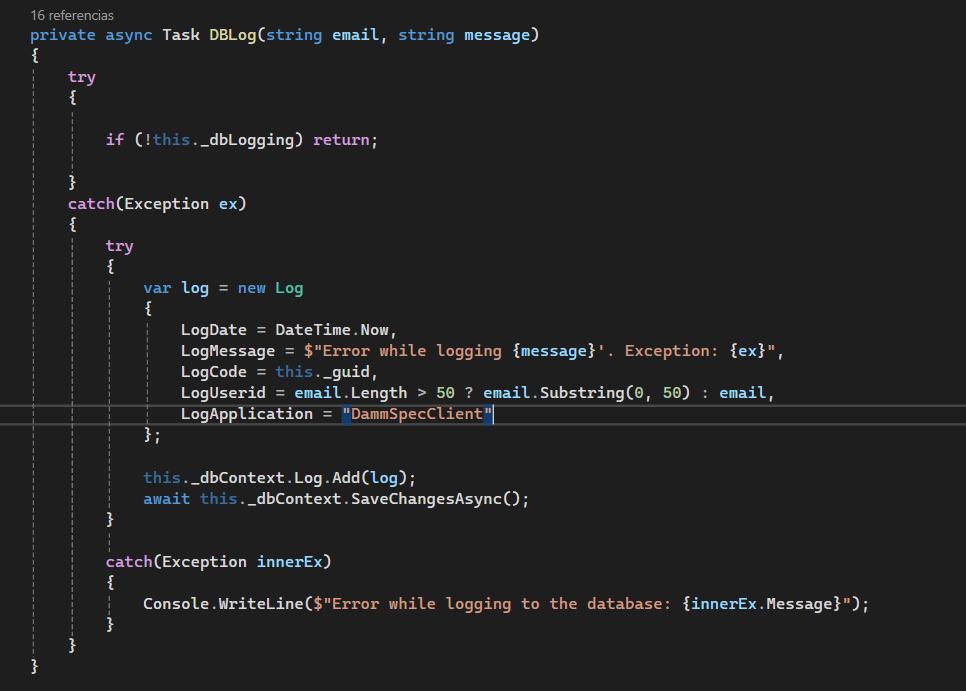 16 referencias
private async Task DBLog(string email, string message)
{
try
{
if (!this._dbLogging) return;
}
catch(Exception ex)
{
try
{
var log = new Log
{
LogDate = DateTime.Now,
LogMessage = $"Error while logging {message}'. Exception: {ex}",
LogCode = this._guid,
LogUserid = email.Length > 50 ? email.Substring(0, 50) : email,
LogApplication = "DammSpecClient"
};
this._dbContext.Log.Add(log);
await this._dbContext.SaveChangesAsync();
}
catch(Exception innerEx)
{
Console.WriteLine($"Error while logging to the database: {innerEx.Message}");
}
}
}